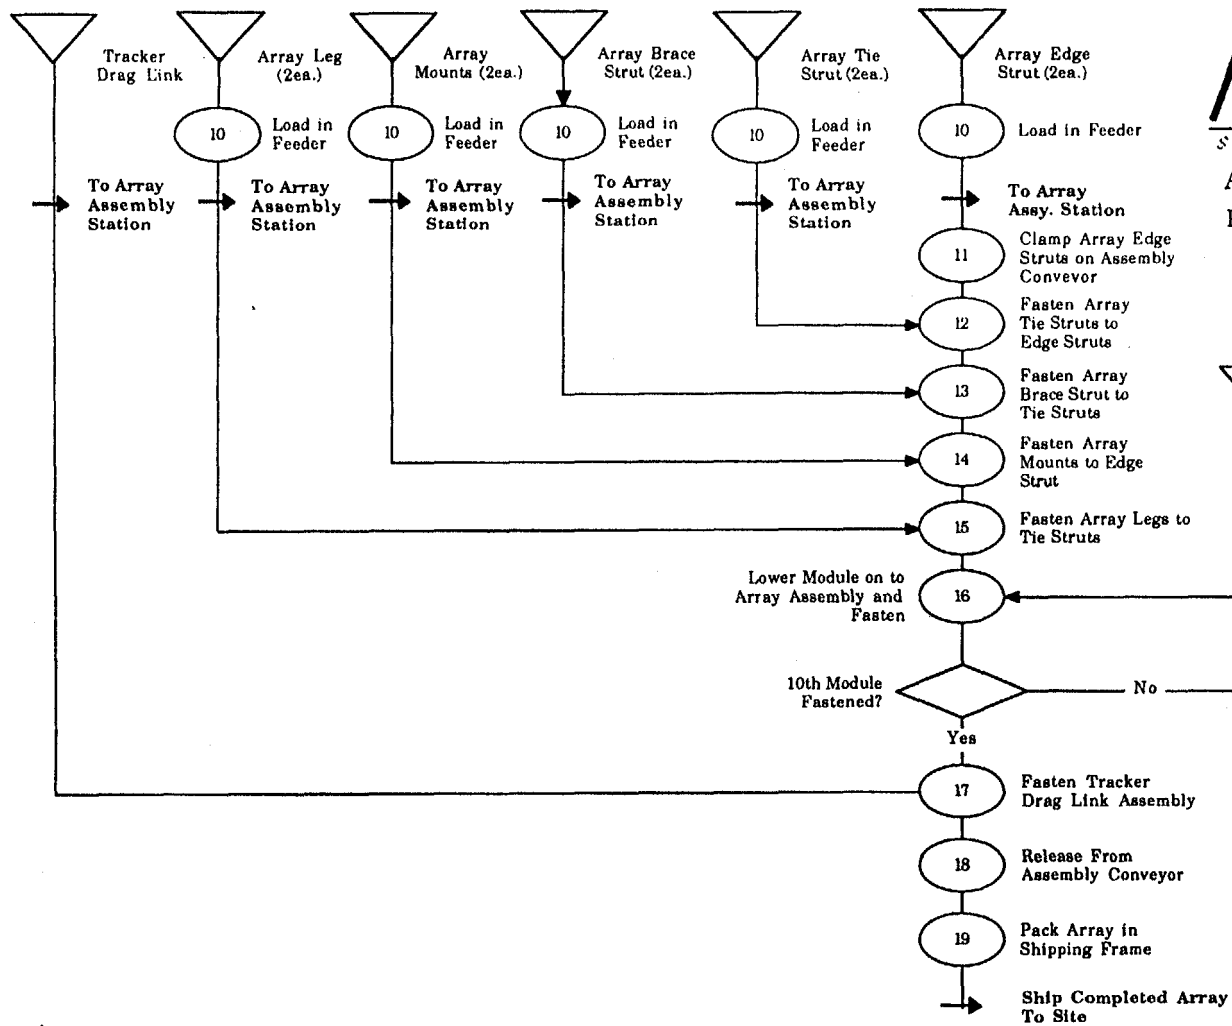 Tracker
Drag Link
Array Leg
(2ea.)
Array
Mounts (2ea.)
Array Brace
Strut (2ea.)
Array Tie
Strut (2ea.)
Array Edge
Strut (2ea.)
10
Load in
Feeder
10
Load in
Feeder
10
Load in
Feeder
10
Load in
Feeder
10
Load in Feeder
To Array
Assembly
Station
To Array
Assembly
Station
To Array
Assembly
Station
To Array
Assembly
Station
To Array
Assembly
Station
To Array
Assy. Station
11
Clamp Array Edge
Struts on Assembly
Convevor
12
Fasten Array
Tie Struts to
Edge Struts
13
Fasten Array
Brace Strut to
Tie Struts
14
Fasten Array
Mounts to Edge
Strut
15
Fasten Array Legs to
Tie Struts
Lower Module on to
Array Assembly and
Fasten
16
10th Module
Fastened?
No
Yes
17
Fasten Tracker
Drag Link Assembly
18
Release From
Assembly Conveyor
19
Pack Array in
Shipping Frame
Ship Completed Array
To Site